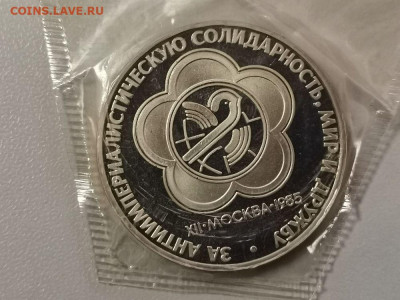 COINS.LAVE.RU
ЗА АНТИИМПЕРИАЛИСТИЧЕСКУЮ СОЛИДАРНОСТЬ, МИР И ДРУЖБУ •
XII•МОСКВА•1985